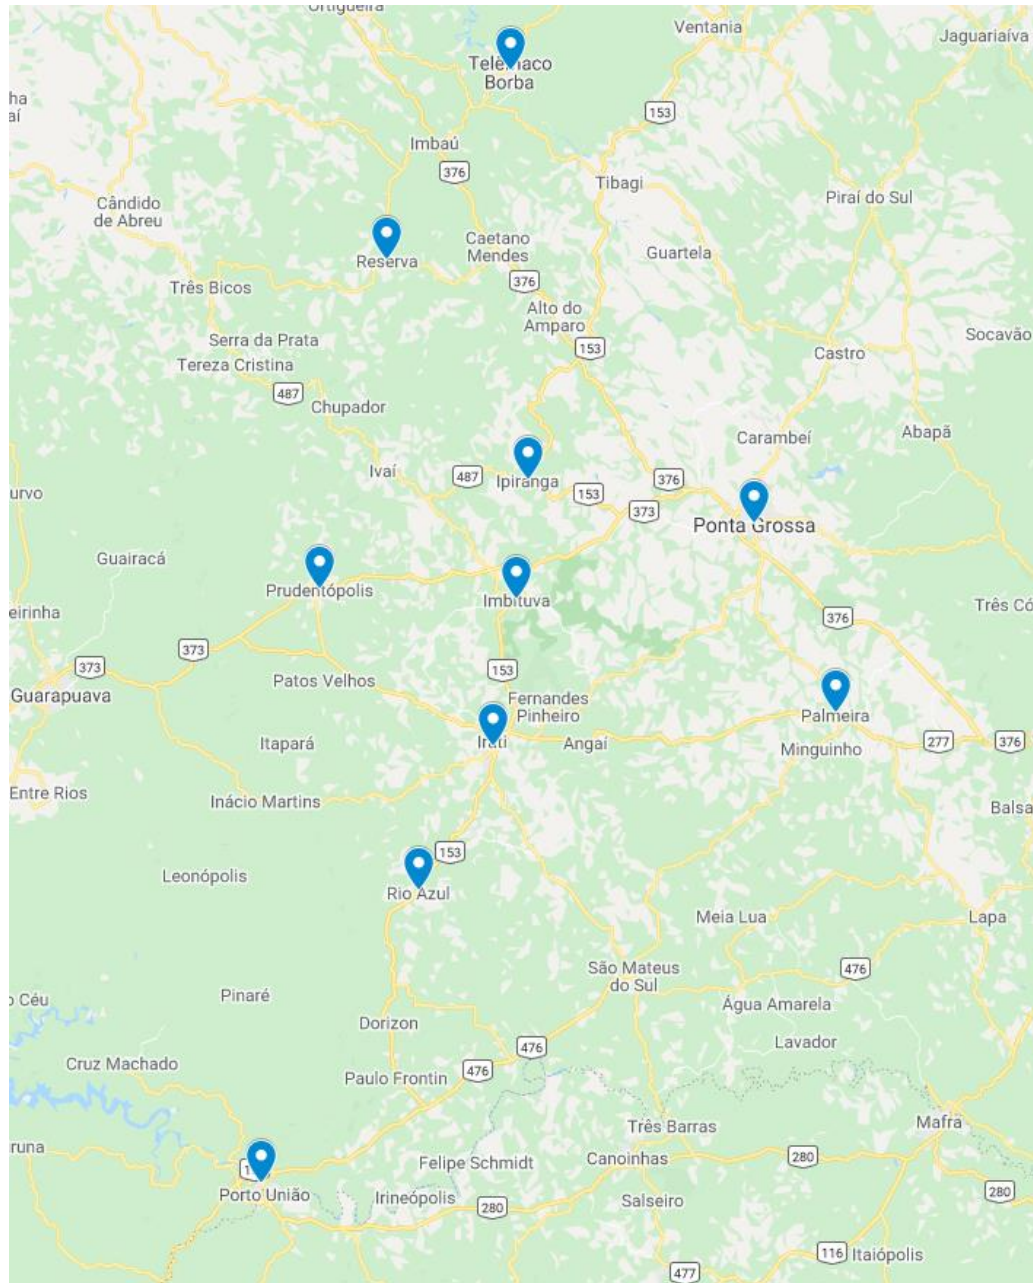 Ortigueira
Ventania
Jaguariaíva
Telêmaco
Borba
153
Imbaú
376
Tibagi
Piraí do Sul
Cândido
de Abreu
Reserva
Caetano
Mendes
Guartela
376
Três Bicos
Alto do
Amparo
Serra da Prata
153
Socavão
Castro
Tereza Cristina
487
Chupador
Carambeí
Abapã
Ivaí
487
Ipiranga
376
153
373
Ponta Grossa
Guairacá
Prudentópolis
Imbituva
Três Có
376
373
373
153
Patos Velhos
Guarapuava
Fernandes
Pinheiro
Palmeira
Irati
Angaí
Itapará
Minguinho
277
376
Entre Rios
Inácio Martins
Balsa
153
Leonópolis
Rio Azul
Meia Lua
Lapa
São Mateus
do Sul
476
Pinaré
o Céu
Água Amarela
Dorizon
476
Lavador
Cruz Machado
476
Paulo Frontin
Três Barras
Mafra
Felipe Schmidt
Canoinhas
280
Porto União
Irineópolis
280
Salseiro
280
116
Itaiópolis
477